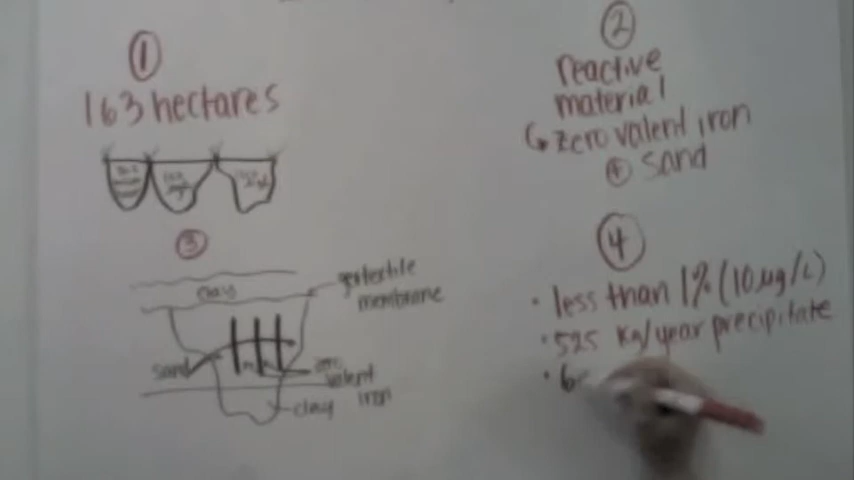 1
163 hectares
2
reactive
material
zero valent iron
+ sand
3
clay
geotextile
membrane
sand
valent
iron
clay
4
· less than 1% (10 µg/L)
· 525 kg/year precipitate
· 6